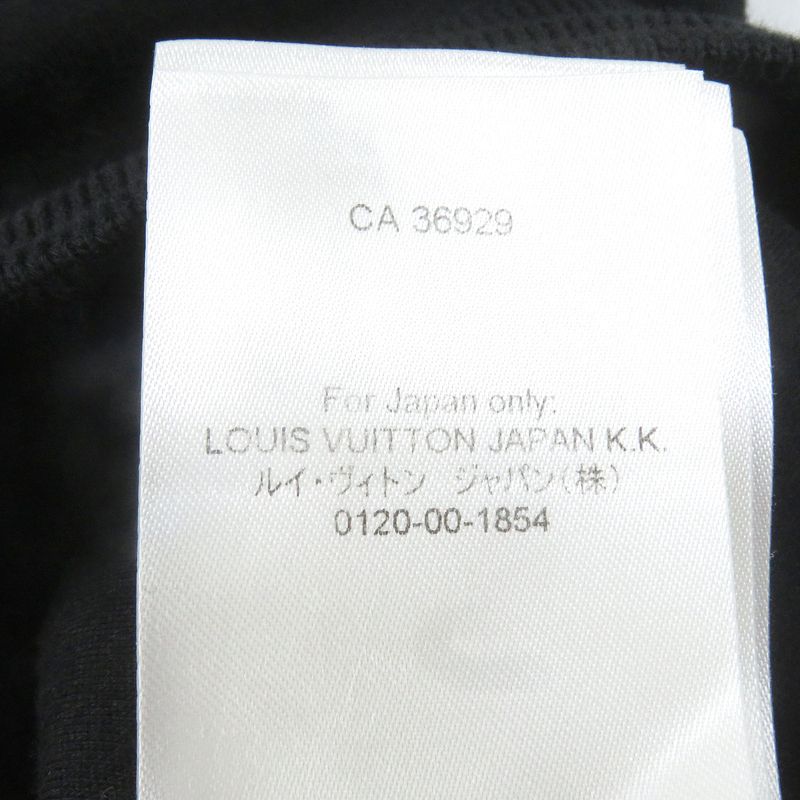 CA 36929
For Japan only:
LOUIS VUITTON JAPAN K.K.
ルイ・ヴィトン ジャパン(株)
0120-00-1854